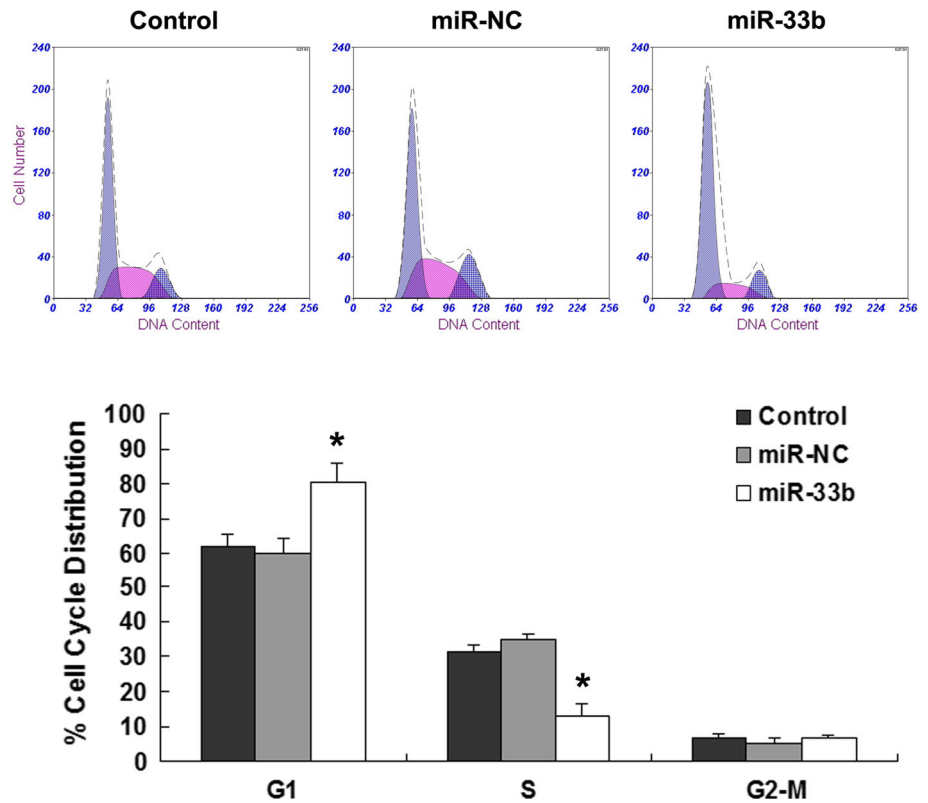 Control
miR-NC
miR-33b
240
200
160
120
80
40
0
Cell Number
0 32 64 96 128 160 192 224 256
DNA Content
240
200
160
120
80
40
0
0 32 64 96 128 160 192 224 256
DNA Content
240
200
160
120
80
40
0
0 32 64 96 128 160 192 224 256
DNA Content
% Cell Cycle Distribution
100
90
80
70
60
50
40
30
20
10
0
*
*
Control
miR-NC
miR-33b
G1 S G2-M